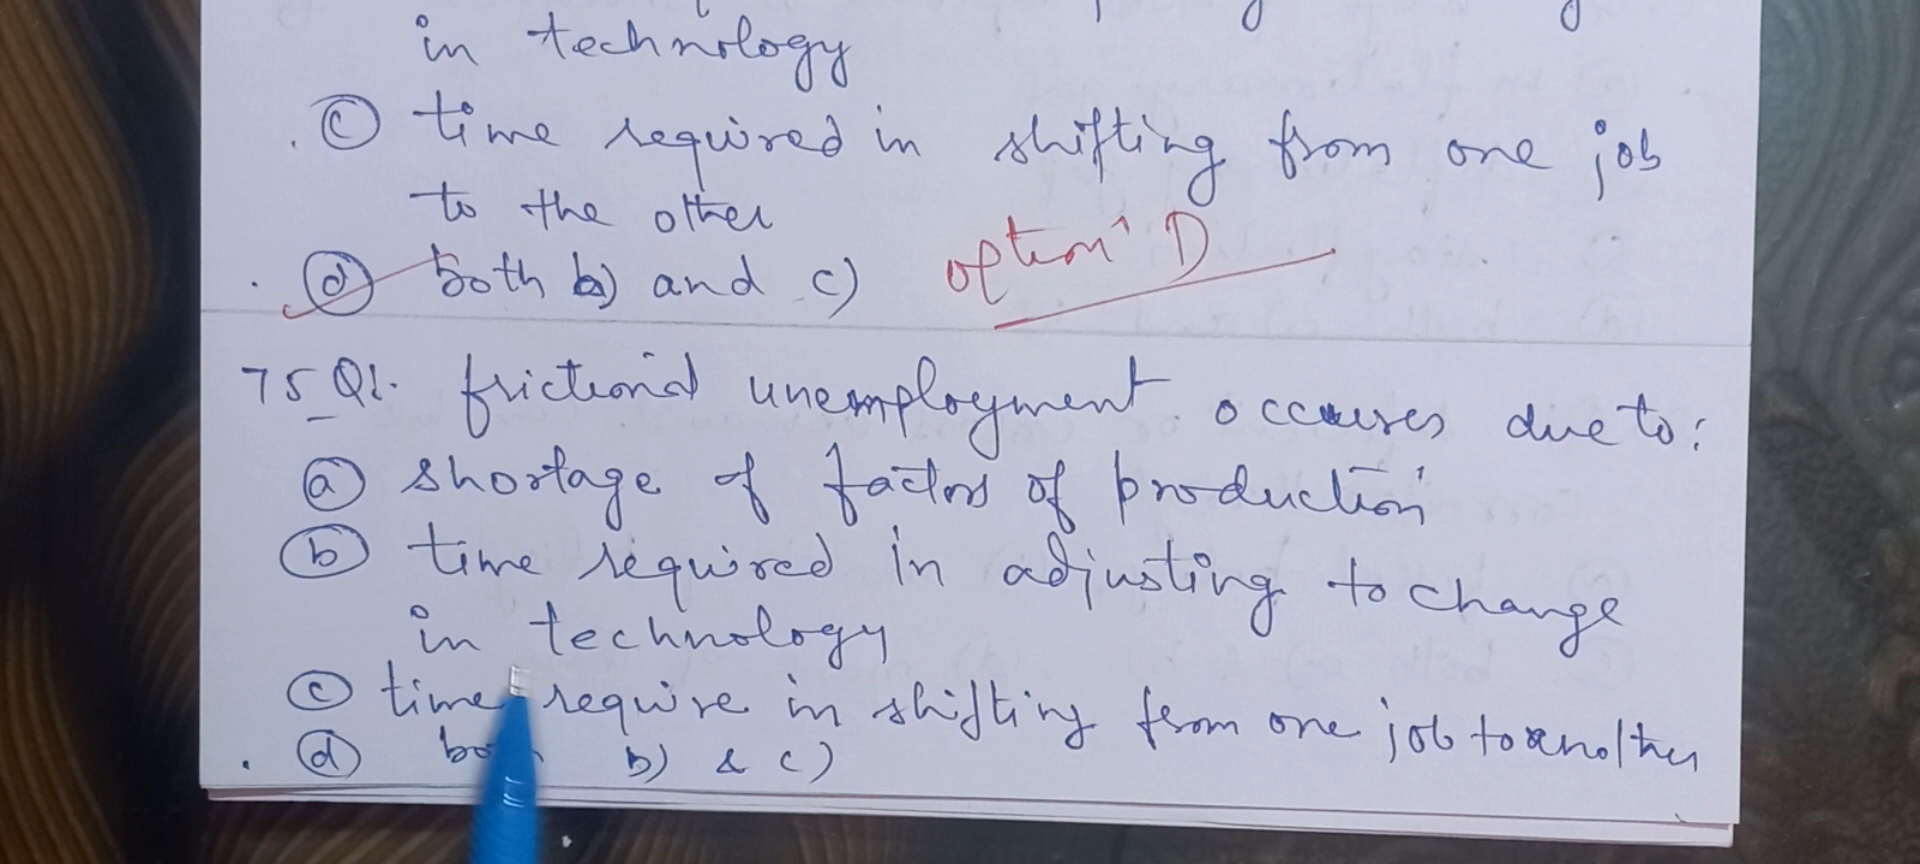 in technology
c time required in shifting from one job
to the other
d both b) and c) option D
75 Q1. frictional unemployment occurs due to:
a shortage of factors of production
b time required in adjusting to change
in technology
c time require in shifting from one job to another
d b) & c)